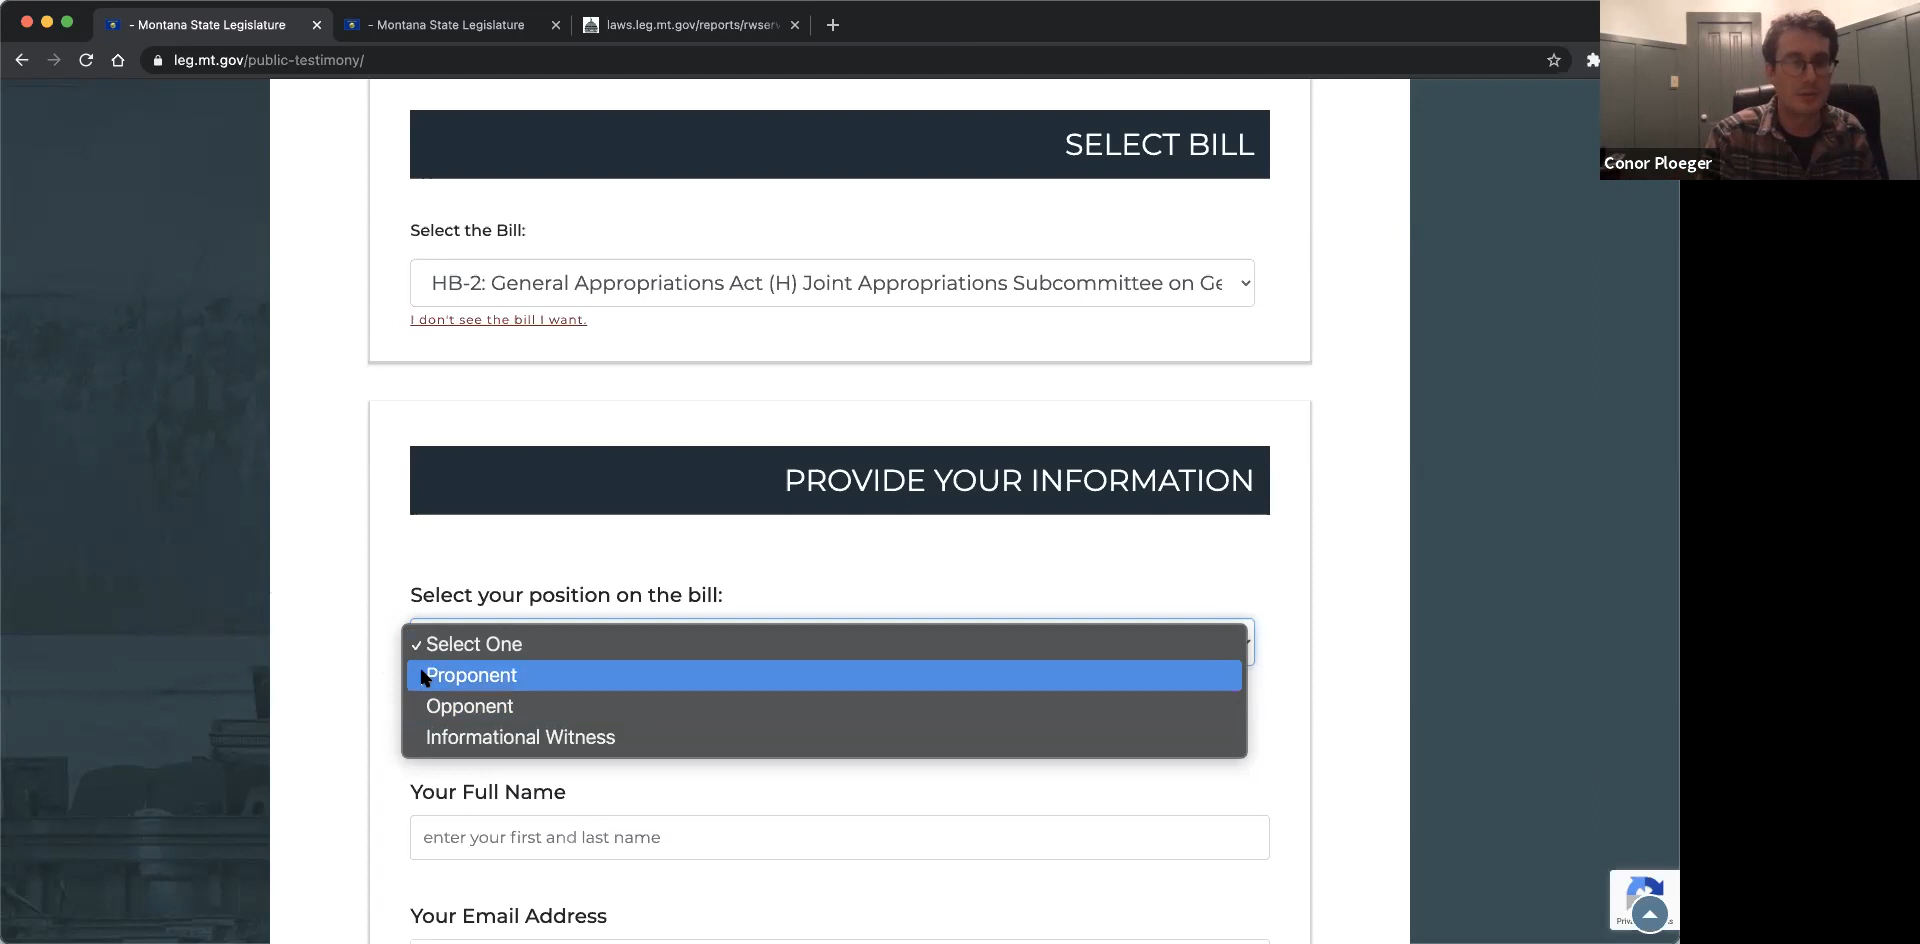 - Montana State Legislature
- Montana State Legislature
laws.leg.mt.gov/reports/rwserv
leg.mt.gov/public-testimony/
Conor Ploeger
SELECT BILL
Select the Bill:
HB-2: General Appropriations Act (H) Joint Appropriations Subcommittee on Ge
I don't see the bill I want.
PROVIDE YOUR INFORMATION
Select your position on the bill:
✓ Select One
Proponent
Opponent
Informational Witness
Your Full Name
enter your first and last name
Your Email Address